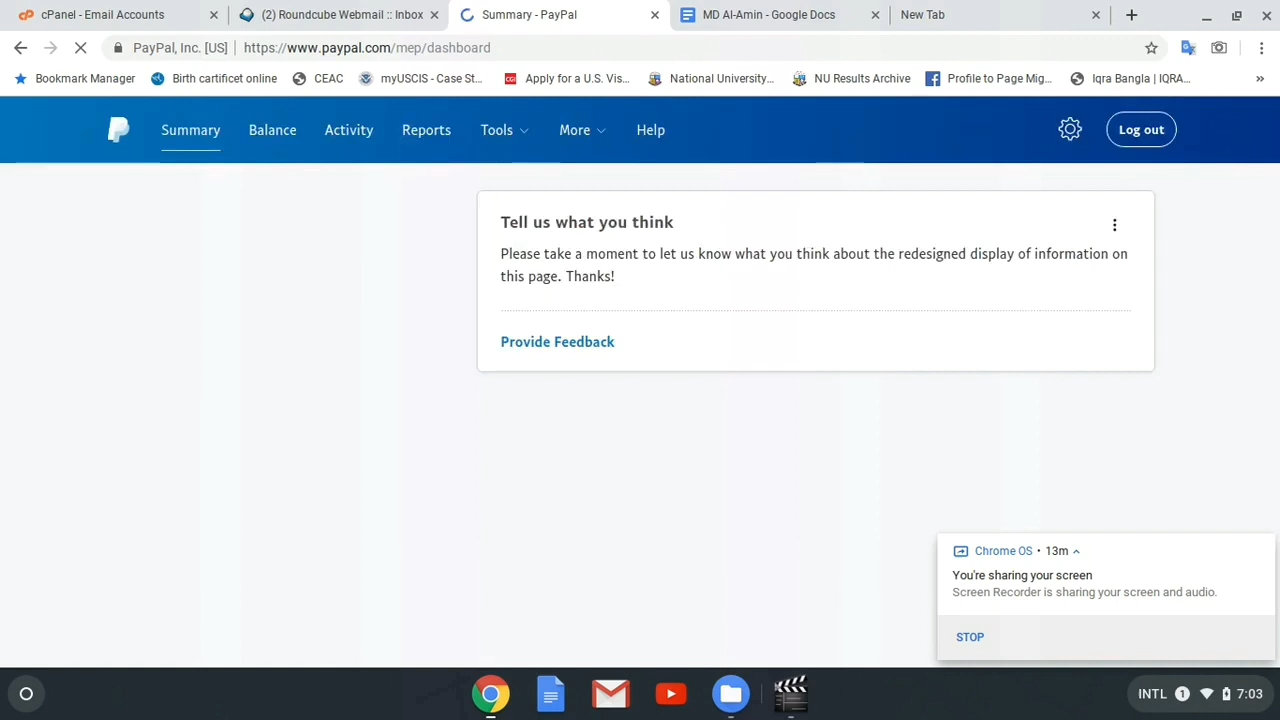 cPanel - Email Accounts
(2) Roundcube Webmail :: Inbox
Summary - PayPal
MD Al-Amin - Google Docs
New Tab
PayPal, Inc. [US]
https://www.paypal.com/mep/dashboard
Bookmark Manager
Birth certificet online
CEAC
myUSCIS - Case St...
Apply for a U.S. Vis...
National University...
NU Results Archive
Profile to Page Mig...
Iqra Bangla | IQRA...
»
Summary
Balance
Activity
Reports
Tools
More
Help
Log out
Tell us what you think
Please take a moment to let us know what you think about the redesigned display of information on
this page. Thanks!
Provide Feedback
Chrome OS • 13m
You're sharing your screen
Screen Recorder is sharing your screen and audio.
STOP
INTL 1 7:03